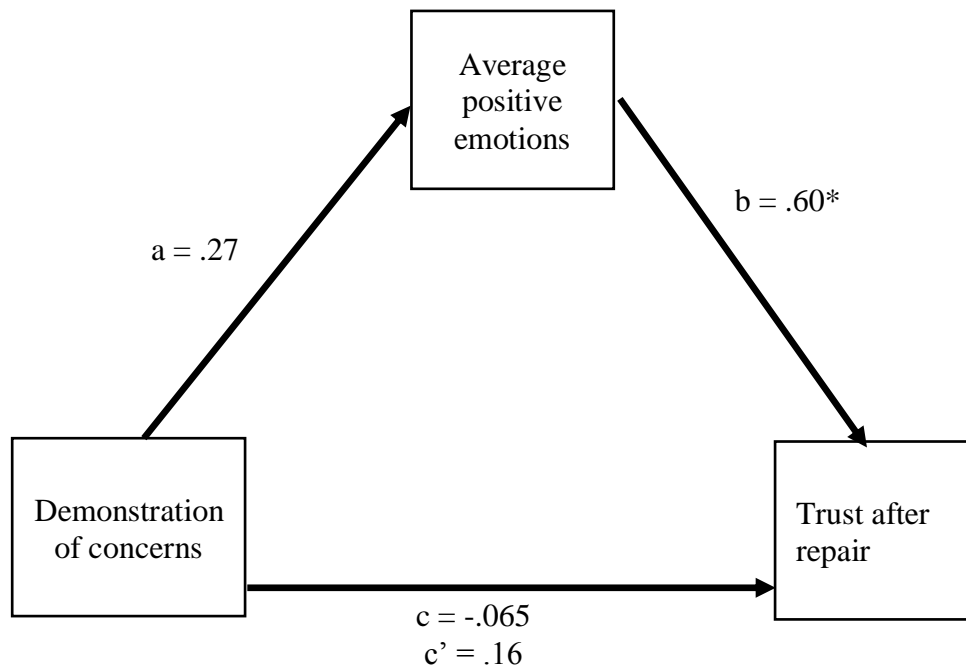 Average
positive
emotions
b = .60*
a = .27
Demonstration
of concerns
Trust after
repair
c = -.065
c’ = .16